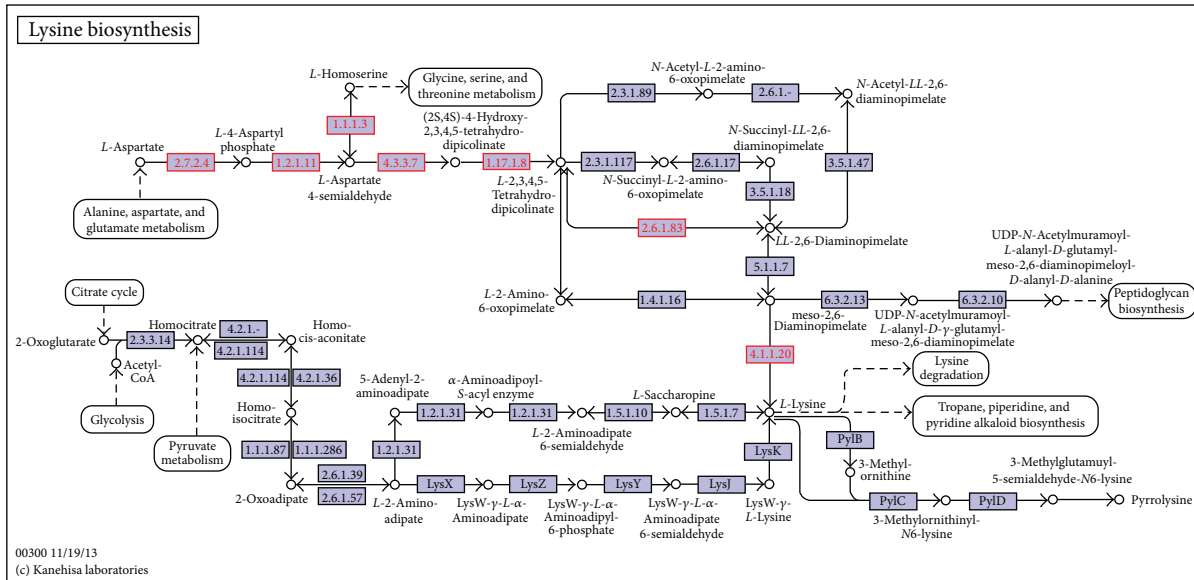 Lysine biosynthesis
N-Acetyl-L-2-amino-
6-oxopimelate
L-Homoserine
Glycine, serine, and
threonine metabolism
N-Acetyl-LL-2,6-
diaminopimelate
2.3.1.89
2.6.1.-
(2S,4S)-4-Hydroxy-
2,3,4,5-tetrahydro-
dipicolinate
1.1.1.3
L-4-Aspartyl
phosphate
N-Succinyl-LL-2,6-
diaminopimelate
L-Aspartate
2.7.2.4
1.2.1.11
4.3.3.7
1.17.1.8
2.3.1.117
2.6.1.17
3.5.1.47
L-Aspartate
4-semialdehyde
L-2,3,4,5-
Tetrahydro-
dipicolinate
N-Succinyl-L-2-amino-
6-oxopimelate
3.5.1.18
Alanine, aspartate, and
glutamate metabolism
2.6.1.83
LL-2,6-Diaminopimelate
UDP-N-Acetylmuramoyl-
L-alanyl-D-glutamyl-
meso-2,6-diaminopimeloyl-
D-alanyl-D-alanine
5.1.1.7
Citrate cycle
L-2-Amino-
6-oxopimelate
1.4.1.16
6.3.2.13
6.3.2.10
Peptidoglycan
biosynthesis
meso-2,6-
Diaminopimelate
UDP-N-acetylmuramoyl-
L-alanyl-D-γ-glutamyl-
meso-2,6-diaminopimelate
Homocitrate
4.2.1.-
Homo-
cis-aconitate
2-Oxoglutarate
2.3.3.14
4.2.1.114
4.1.1.20
Acetyl-
CoA
Lysine
degradation
4.2.1.114
4.2.1.36
5-Adenyl-2-
aminoadipate
α-Aminoadipoyl-
S-acyl enzyme
L-Saccharopine
L-Lysine
Glycolysis
Homo-
isocitrate
1.2.1.31
1.2.1.31
1.5.1.10
1.5.1.7
Tropane, piperidine, and
pyridine alkaloid biosynthesis
L-2-Aminoadipate
6-semialdehyde
Pyruvate
metabolism
1.1.1.87
1.1.1.286
1.2.1.31
LysK
PylB
3-Methyl-
ornithine
2.6.1.39
2-Oxoadipate
2.6.1.57
L-2-Amino-
adipate
LysX
LysZ
LysY
LysJ
3-Methylglutamuyl-
5-semialdehyde-N6-lysine
LysW-γ-L-α-
Aminoadipate
LysW-γ-L-α-
Aminoadipyl-
6-phosphate
LysW-γ-L-α-
Aminoadipate
6-semialdehyde
LysW-γ-
L-Lysine
PylC
PylD
Pyrrolysine
3-Methylornithinyl-
N6-lysine
00300 11/19/13
(c) Kanehisa laboratories